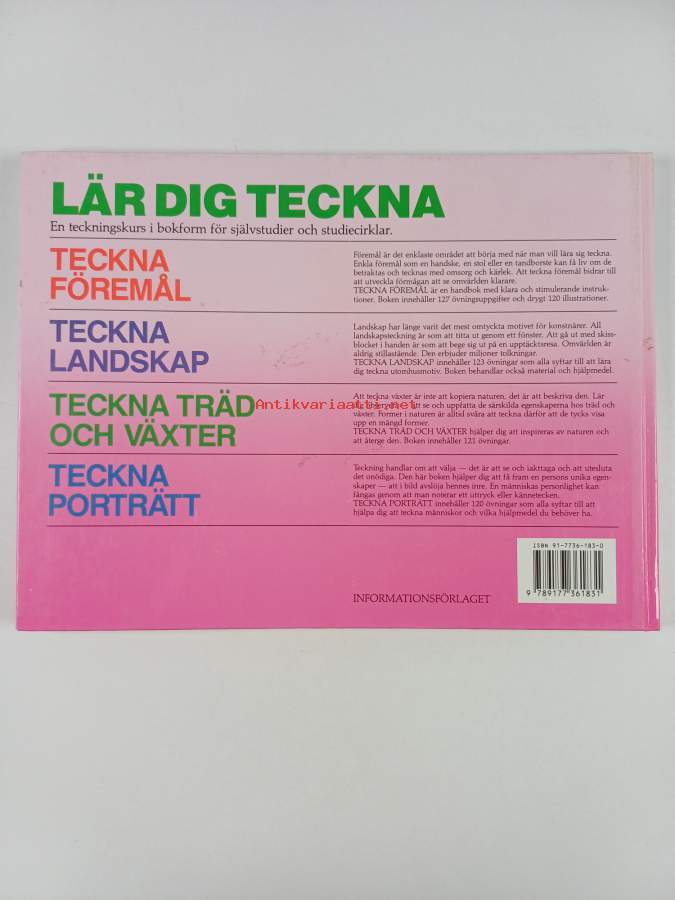 LÄR DIG TECKNA
En teckningskurs i bokform för självstudier och studiecirklar.
TECKNA
FÖREMÅL
Föremål är det enklaste området att börja med när man vill lära sig teckna.
Enkla föremål som en handske, en stol eller en tandborste kan få liv om de
betraktas och tecknas med omsorg och kärlek. Att teckna föremål bidrar till
att utveckla förmågan att se omvärlden klarare.
TECKNA FÖREMÅL är en handbok med klara och stimulerande instruk-
tioner. Boken innehåller 127 övningsuppgifter och drygt 120 illustrationer.
TECKNA
LANDSKAP
Landskap har länge varit det mest omtyckta motivet för konstnärer. All
landskapsteckning är som att titta ut genom ett fönster. Att gå ut med skiss-
blocket i handen är som att bege sig ut på en upptäcktsresa. Omvärlden är
aldrig stillastående. Den erbjuder miljoner tolkningar.
TECKNA LANDSKAP innehåller 123 övningar som alla syftar till att lära
dig teckna utomhusmotiv. Boken behandlar också material och hjälpmedel.
TECKNA TRÄD
OCH VÄXTER
Att teckna växter är inte att kopiera naturen, det är att beskriva den. Lär
dig observera, att se och uppfatta de särskilda egenskaperna hos träd och
växter. Former i naturen är alltid svåra att teckna därför att de tycks visa
upp en mängd former.
TECKNA TRÄD OCH VÄXTER hjälper dig att inspireras av naturen och
att återge den. Boken innehåller 121 övningar.
Antikvariaatti.net
TECKNA
PORTRÄTT
Teckning handlar om att välja — det är att se och iakttaga och att utesluta
det onödiga. Den här boken hjälper dig att få fram en persons unika egen-
skaper — att i bild avslöja hennes inre. En människas personlighet kan
fångas genom att man noterar ett uttryck eller kännetecken.
TECKNA PORTRÄTT innehåller 120 övningar som alla syftar till att
hjälpa dig att teckna människor och vilka hjälpmedel du behöver ha.
ISBN 91-7736-183-0
9 789177 361831
INFORMATIONSFÖRLAGET